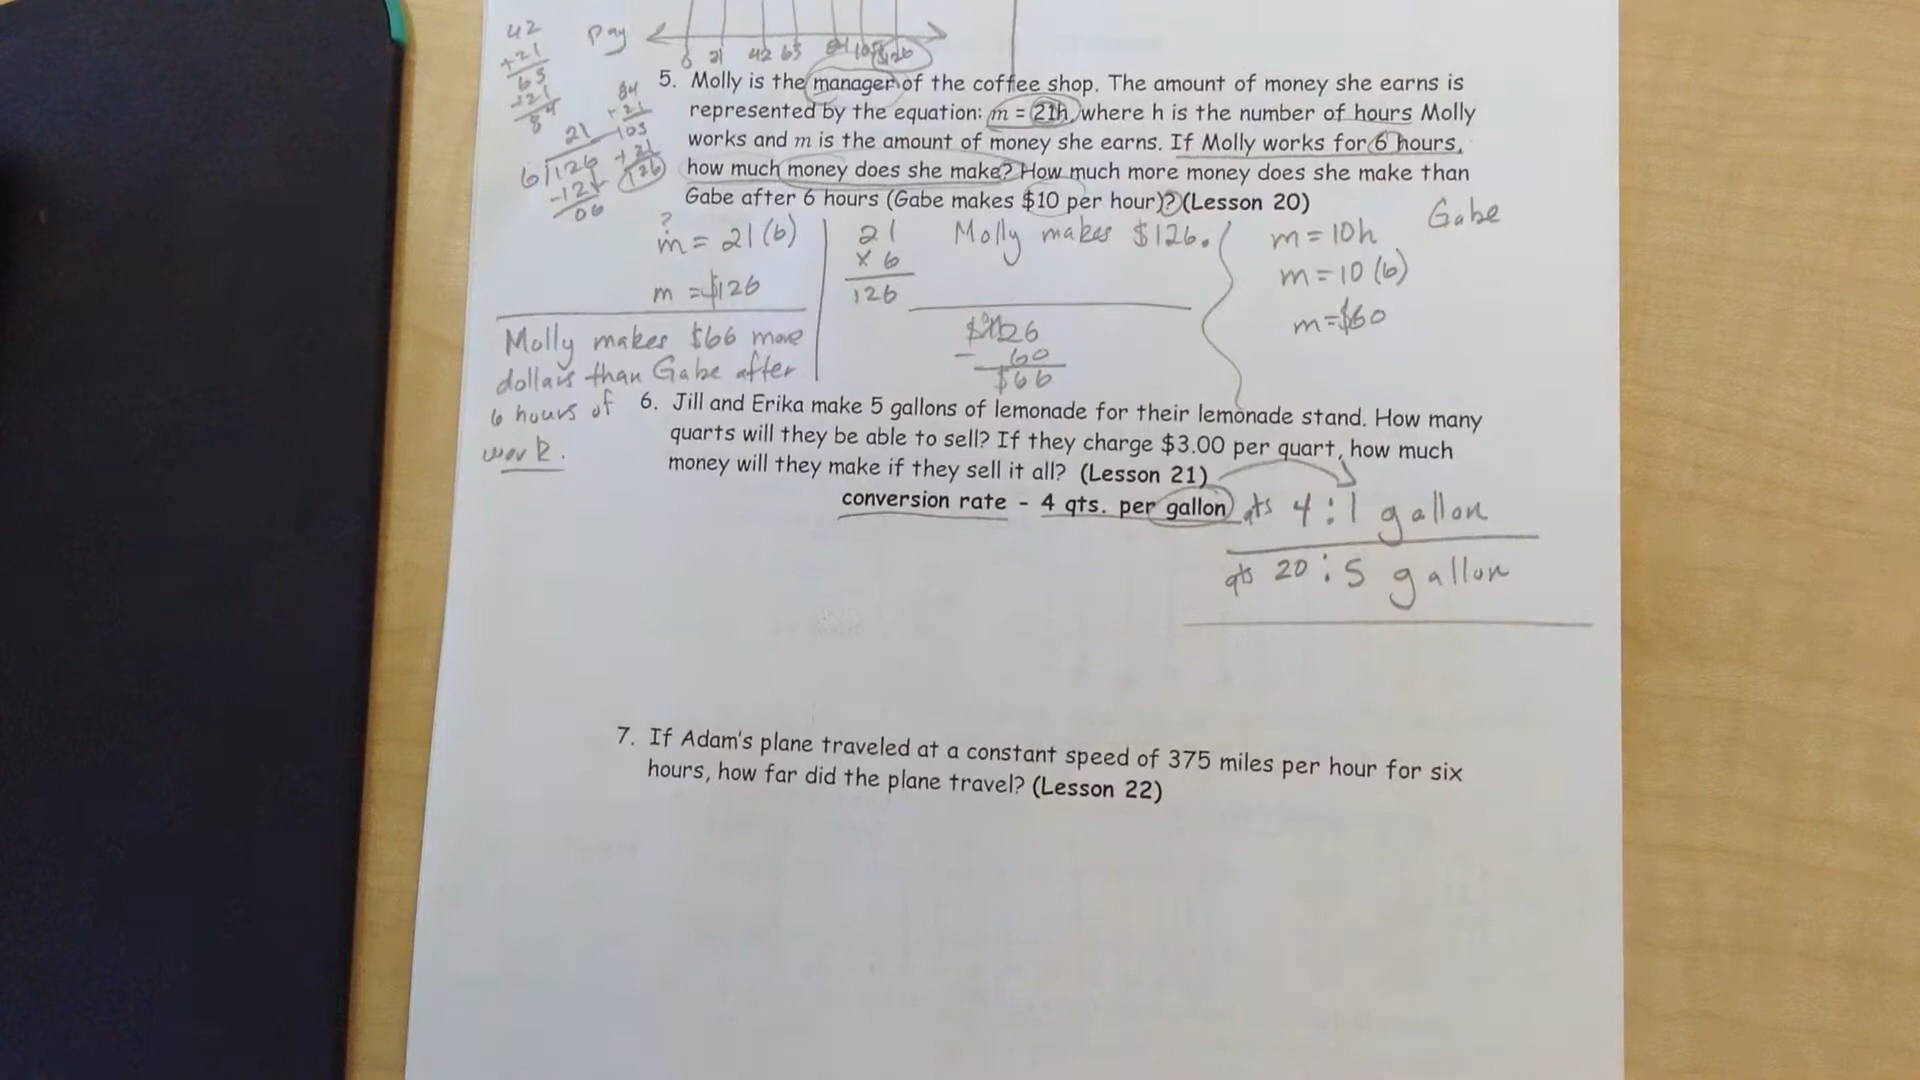 42
+21
63
+21
84
Pay
0 21 42 63 84 105 $126
84
+21
105
+21
126
21
6)126
-12↓
06
5. Molly is the manager of the coffee shop. The amount of money she earns is
represented by the equation: m = 21h, where h is the number of hours Molly
works and m is the amount of money she earns. If Molly works for 6 hours,
how much money does she make? How much more money does she make than
Gabe after 6 hours (Gabe makes $10 per hour)? (Lesson 20)
?
m = 21(6)
m = $126
21
x 6
126
Molly makes $126.
Gabe
m = 10h
m = 10(6)
m = $60
Molly makes $66 more
dollars than Gabe after
6 hours of
work.
$126
- 60
$66
6. Jill and Erika make 5 gallons of lemonade for their lemonade stand. How many
quarts will they be able to sell? If they charge $3.00 per quart, how much
money will they make if they sell it all? (Lesson 21)
conversion rate - 4 qts. per gallon
qts 4 : 1 gallon
qts 20 : 5 gallon
7. If Adam's plane traveled at a constant speed of 375 miles per hour for six
hours, how far did the plane travel? (Lesson 22)